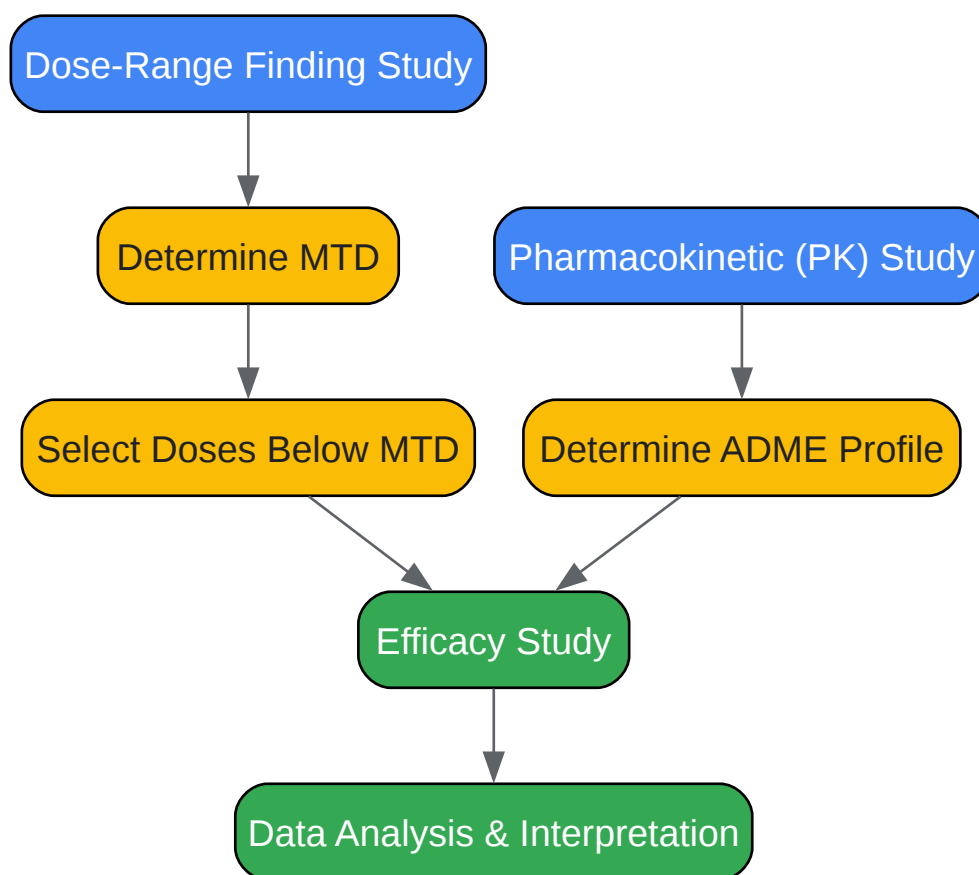 Dose-Range Finding Study
Determine MTD
Pharmacokinetic (PK) Study
Select Doses Below MTD
Determine ADME Profile
Efficacy Study
Data Analysis & Interpretation